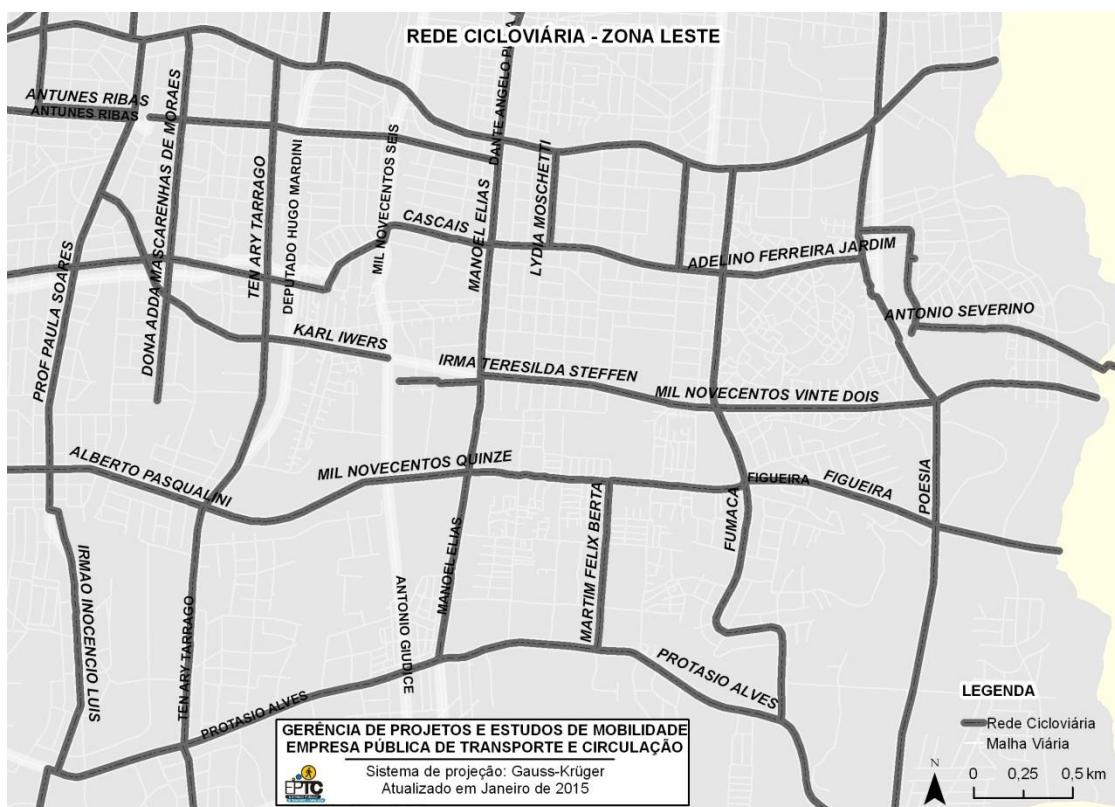 REDE CICLOVIÁRIA - ZONA LESTE
DANTE ANGELO
ANTUNES RIBAS
ANTUNES RIBAS
DONA ADDA MASCARENHAS DE MORAES
TEN ARY TARRAGO
DEPUTADO HUGO MARDINI
MIL NOVECENTOS SEIS
CASCAIS
MANOEL ELIAS
LYDIA MOSCHETTI
ADELINO FERREIRA JARDIM
PROF PAULA SOARES
ANTONIO SEVERINO
KARL IWERS
IRMA TERESILDA STEFFEN
MIL NOVECENTOS VINTE DOIS
ALBERTO PASQUALINI
MIL NOVECENTOS QUINZE
FIGUEIRA
FIGUEIRA
POESIA
FUMACA
MARTIM FELIX BERTA
MANOEL ELIAS
IRMAO INOCENCIO LUIS
TEN ARY TARRAGO
ANTONIO GIUDICE
PROTASIO ALVES
PROTASIO ALVES
GERÊNCIA DE PROJETOS E ESTUDOS DE MOBILIDADE
EMPRESA PÚBLICA DE TRANSPORTE E CIRCULAÇÃO
Sistema de projeção: Gauss-Krüger
Atualizado em Janeiro de 2015
EPTC
LEGENDA
Rede Cicloviária
Malha Viária
N
0 0,25 0,5 km